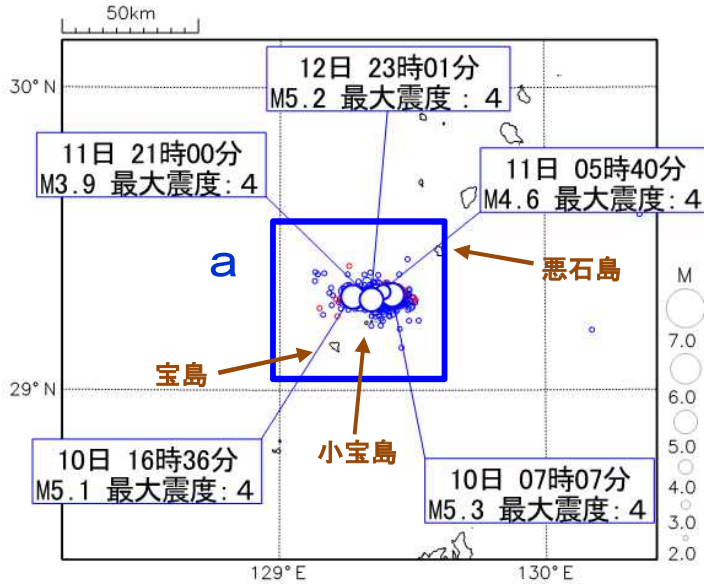 50km
30°N
12日 23時01分
M5.2 最大震度：4
11日 21時00分
M3.9 最大震度：4
11日 05時40分
M4.6 最大震度：4
a
悪石島
M
7.0
6.0
5.0
4.0
3.0
2.0
宝島
小宝島
29°N
10日 16時36分
M5.1 最大震度：4
10日 07時07分
M5.3 最大震度：4
129°E
130°E